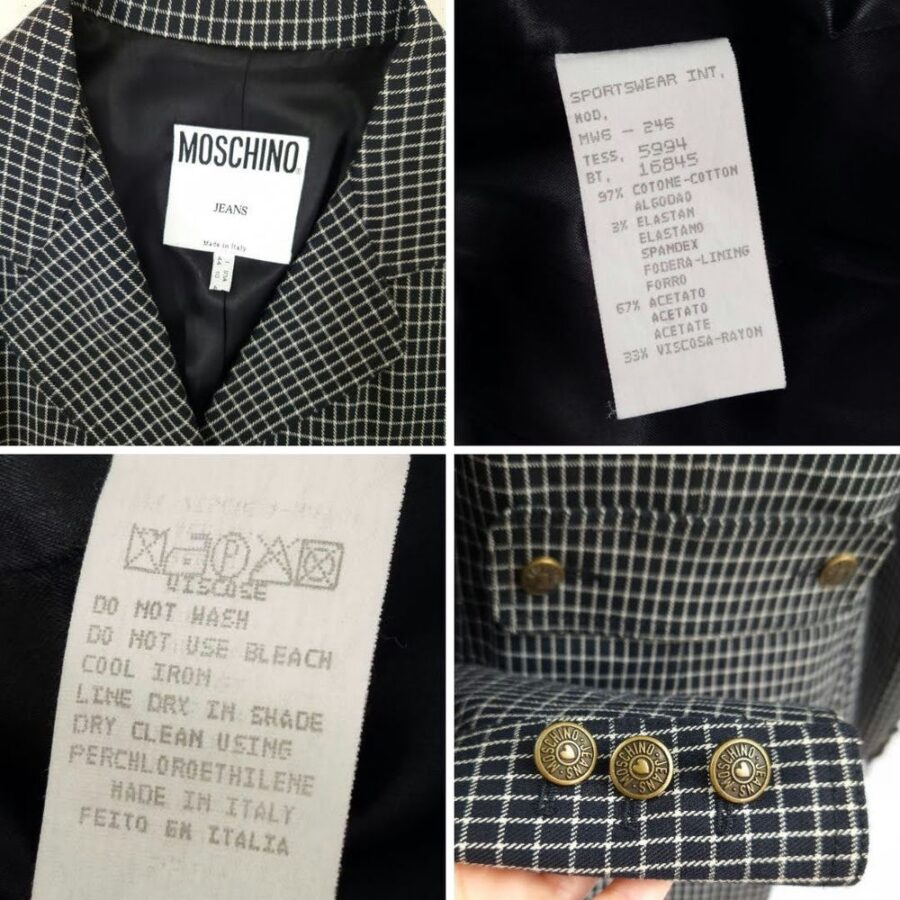 MOSCHINO
JEANS
Made in Italy
SPORTSWEAR INT.
MOD.
MW6 - 246
TESS. 5994
BT. 16845
97% COTONE-COTTON
ALGODAO
3% ELASTAN
ELASTANO
SPANDEX
FODERA-LINING
FORRO
67% ACETATO
ACETATO
ACETATE
33% VISCOSA-RAYON
P
VISCOSE
DO NOT WASH
DO NOT USE BLEACH
COOL IRON
LINE DRY IN SHADE
DRY CLEAN USING
PERCHLOROETHILENE
MADE IN ITALY
FEITO EM ITALIA
MOSCHINO·JEANS
MOSCHINO·JEANS
MOSCHINO·JEANS